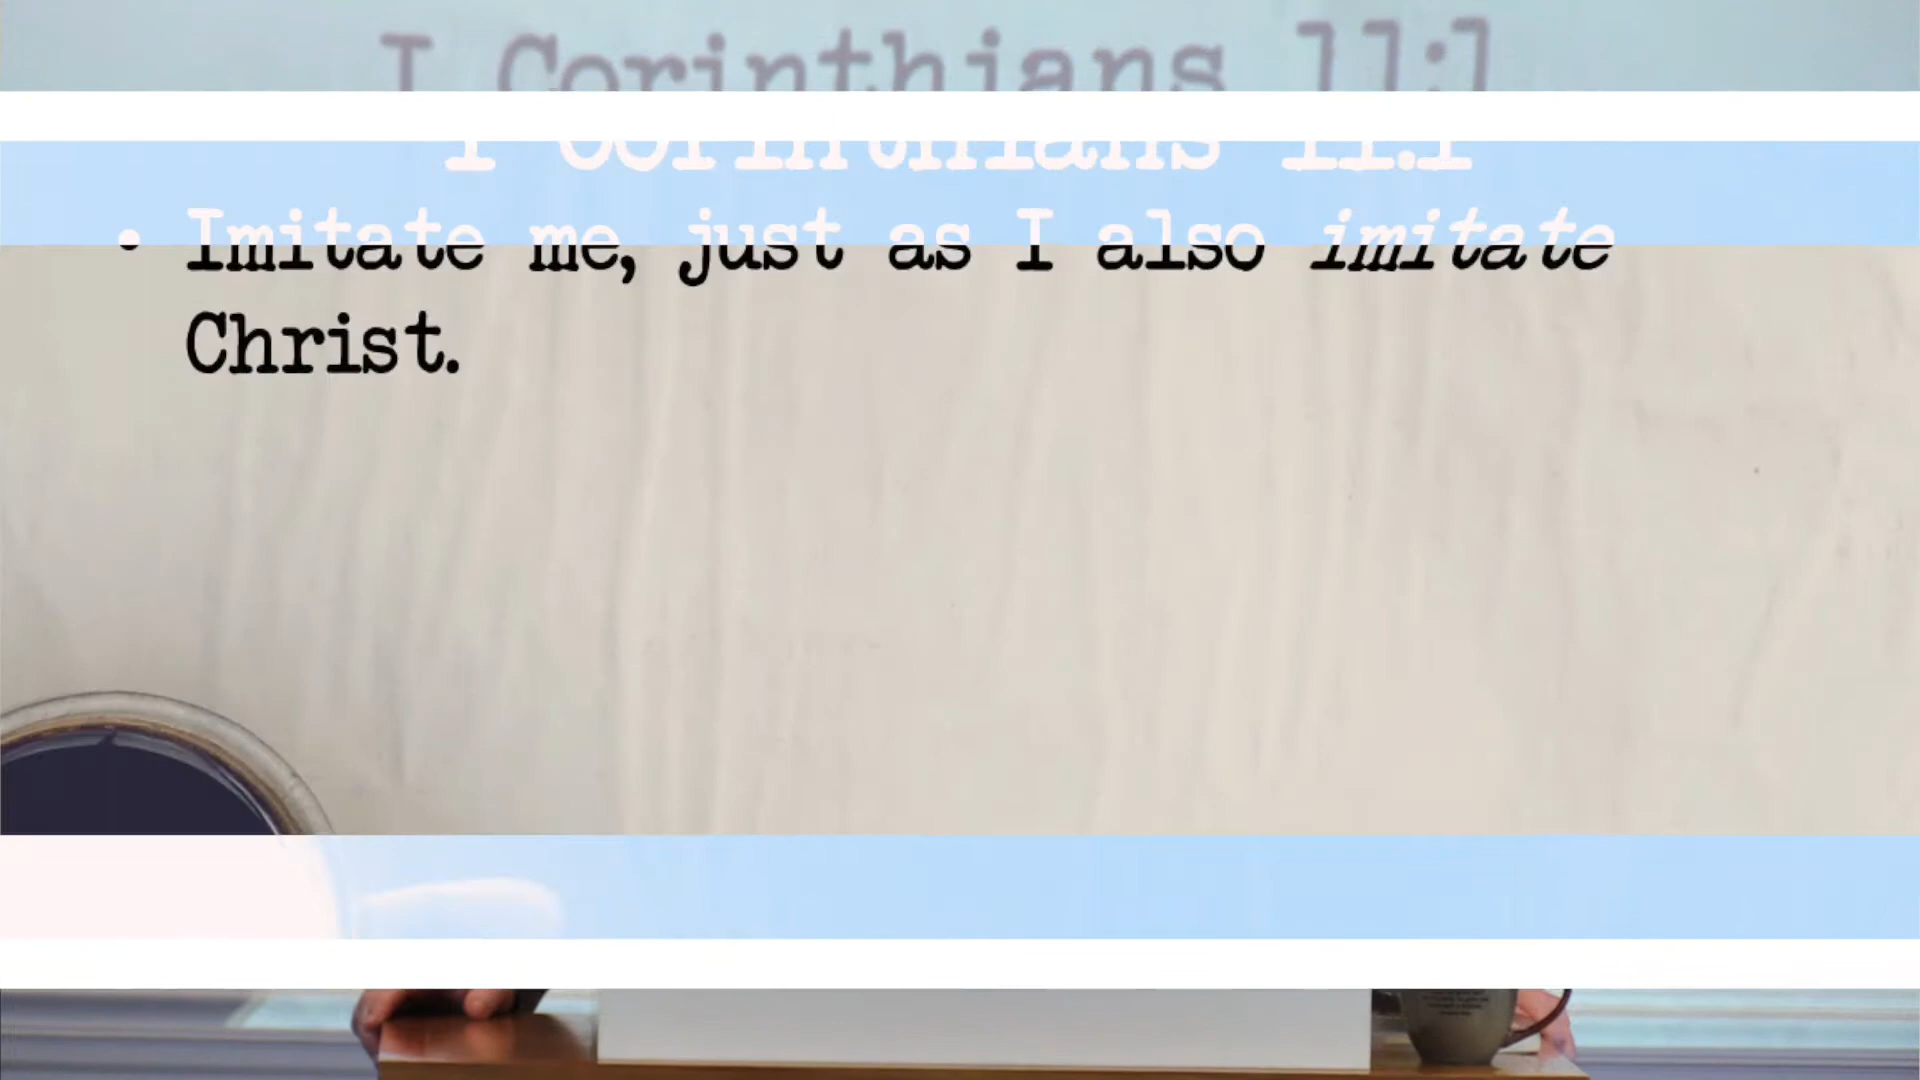 I Corinthians 11:1
I Corinthians 11:1
• Imitate me, just as I also imitate
Christ.